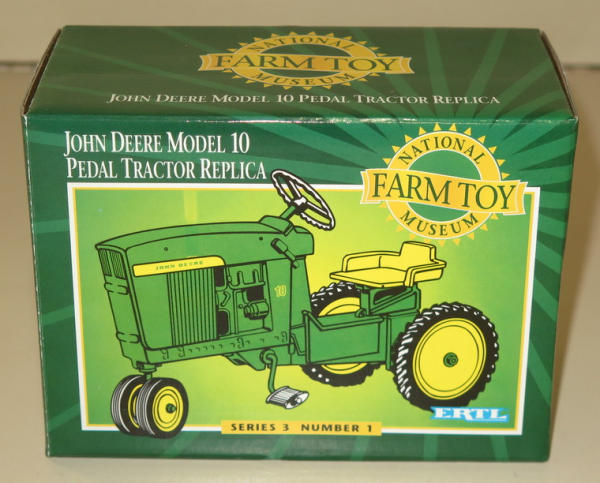 NATIONAL
FARM TOY
MUSEUM
JOHN DEERE MODEL 10 PEDAL TRACTOR REPLICA
JOHN DEERE MODEL 10
PEDAL TRACTOR REPLICA
NATIONAL
FARM TOY
MUSEUM
JOHN DEERE
10
ERTL
SERIES 3 NUMBER 1